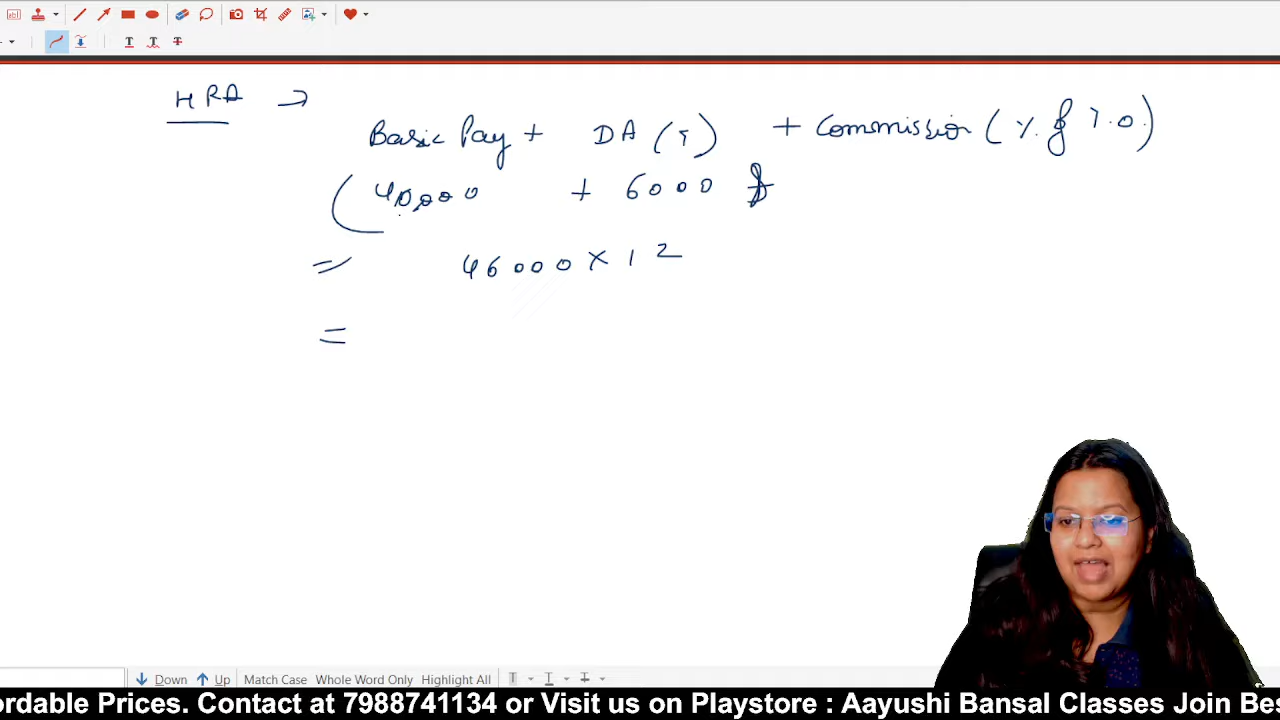 HRA →
Basic Pay + DA (T) + Commission (% of T.O.)
(40,000 + 6000
= 46000 × 12
=
Down Up Match Case Whole Word Only Highlight All
ordable Prices. Contact at 7988741134 or Visit us on Playstore : Aayushi Bansal Classes Join Bes